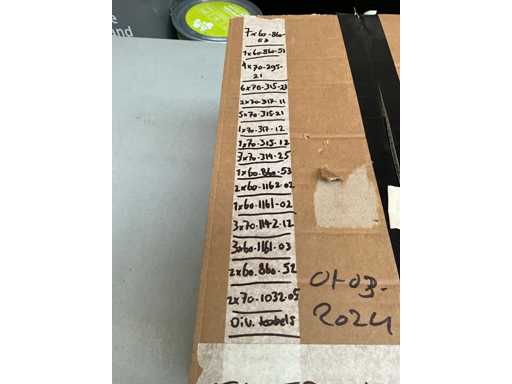 7x60-860-
53
1x60-860-51
4x70-295-
21
6x70-315-23
2x70-317-11
5x70-315-21
1x70-317-12
1x70-315-12
3x70-314-25
1x60-860-53
2x60-1162-02
1x60-1161-02
3x70-1142-12
3x60-1161-03
2x60-860-52
2x70-1032-05
Div. kabels
01-03-
2024